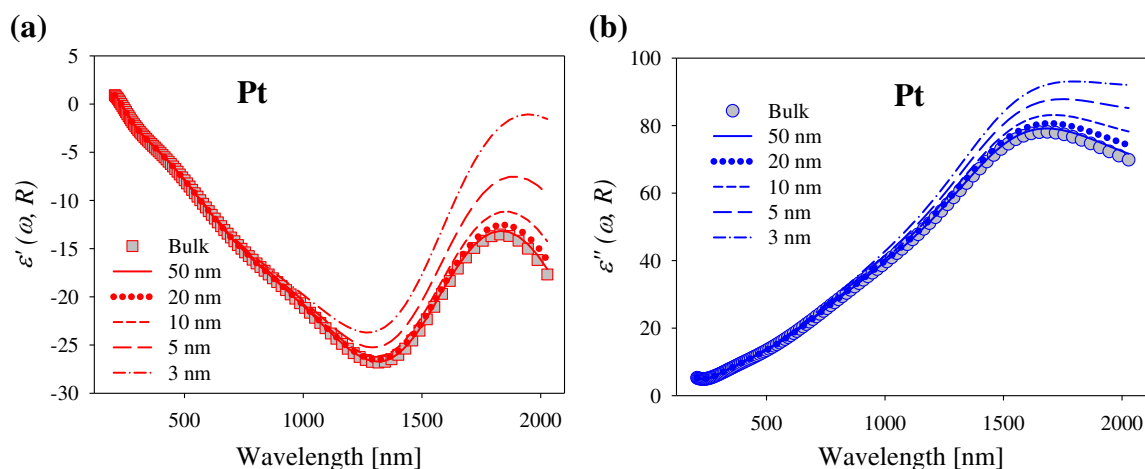 (a)
Pt
5
0
-5
-10
-15
-20
-25
-30
ε′ (ω, R)
Bulk
50 nm
20 nm
10 nm
5 nm
3 nm
500
1000
1500
2000
Wavelength [nm]
(b)
Pt
100
80
60
40
20
0
ε″ (ω, R)
Bulk
50 nm
20 nm
10 nm
5 nm
3 nm
500
1000
1500
2000
Wavelength [nm]